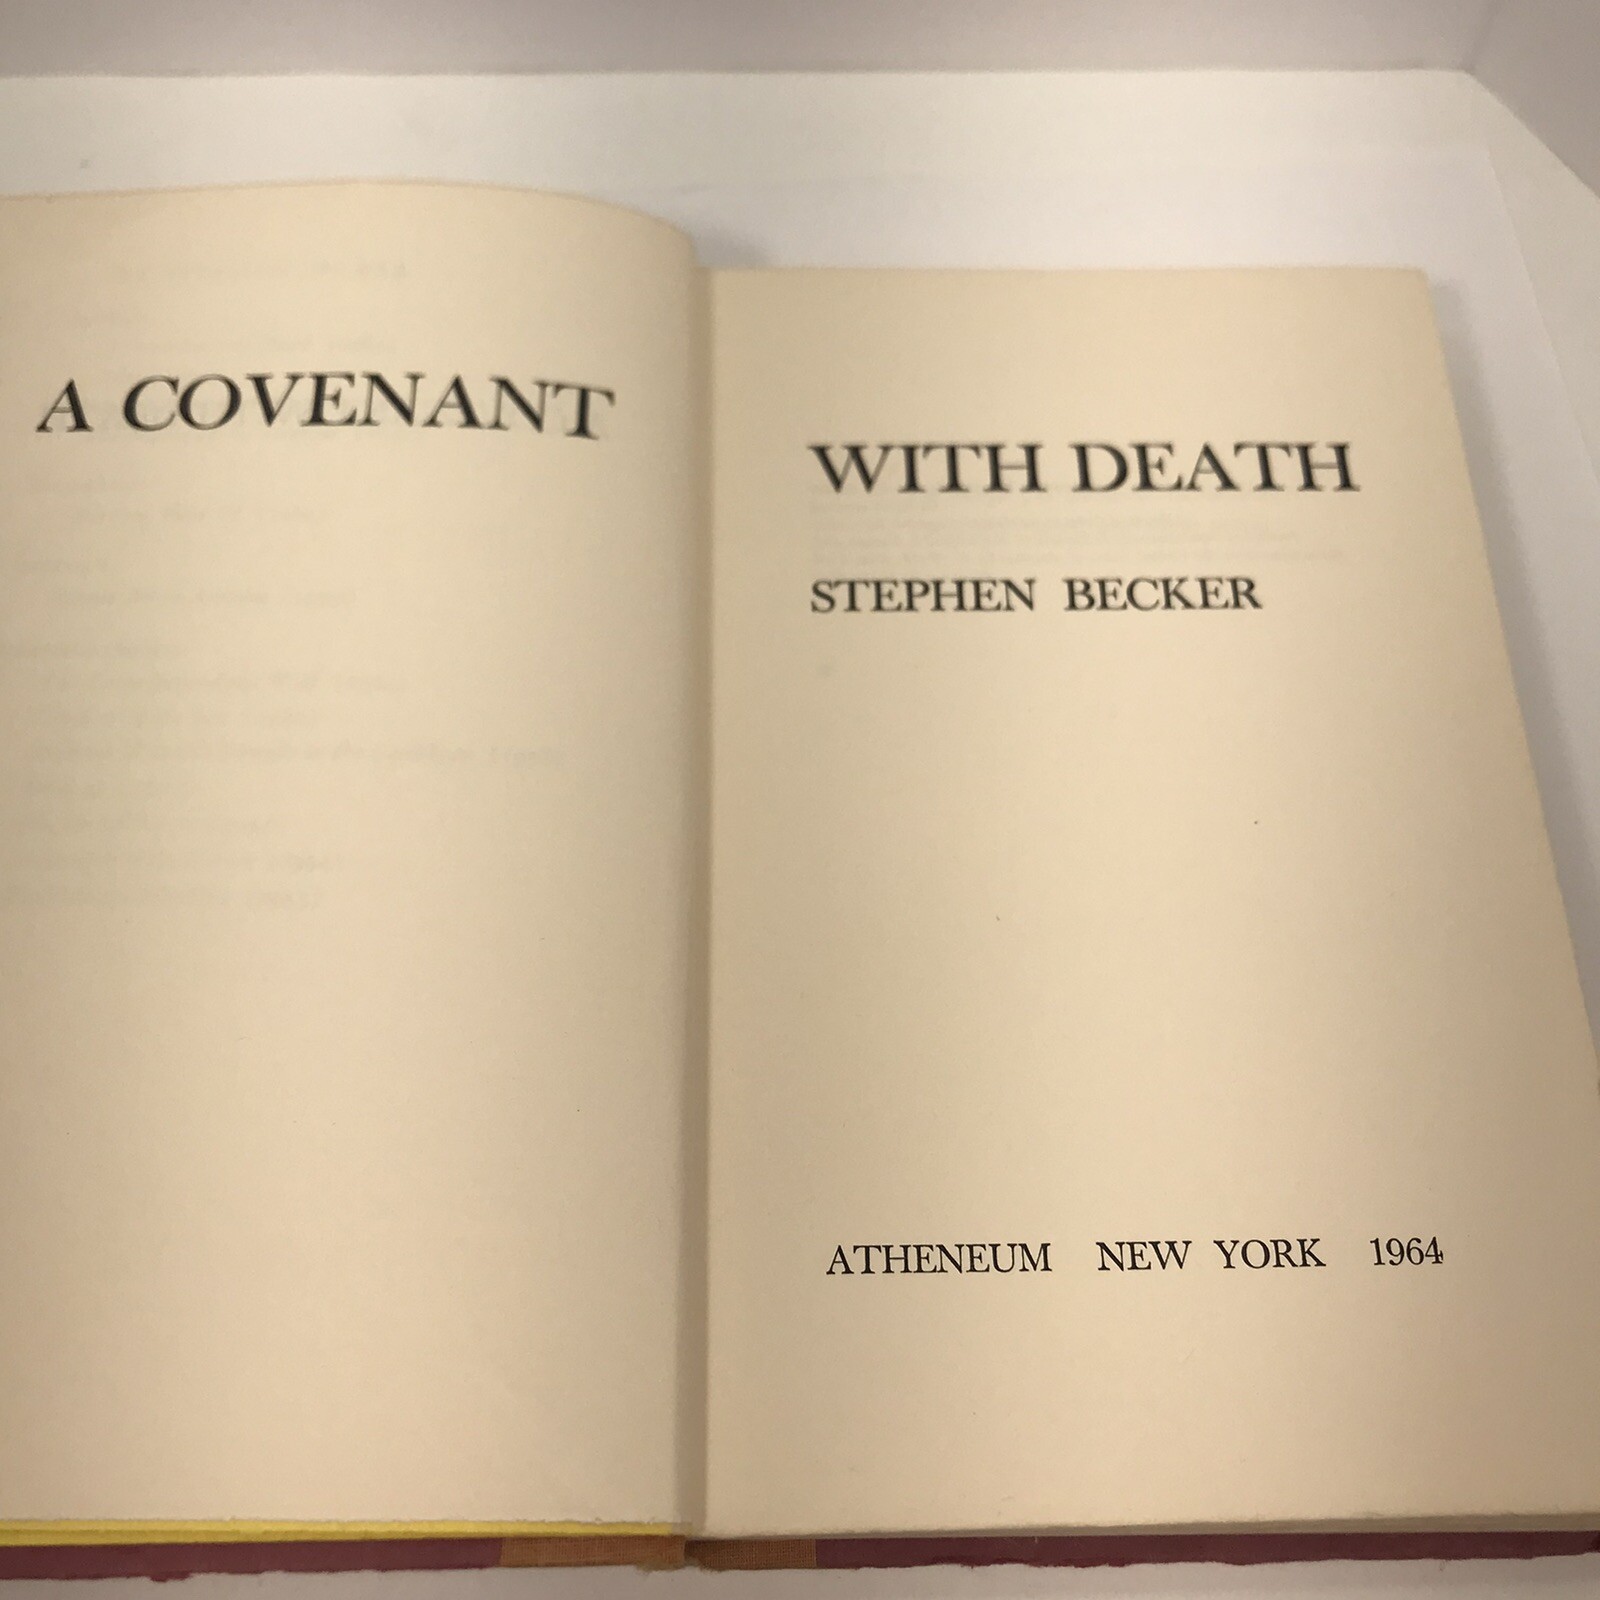 A COVENANT
WITH DEATH
STEPHEN BECKER
ATHENEUM NEW YORK 1964